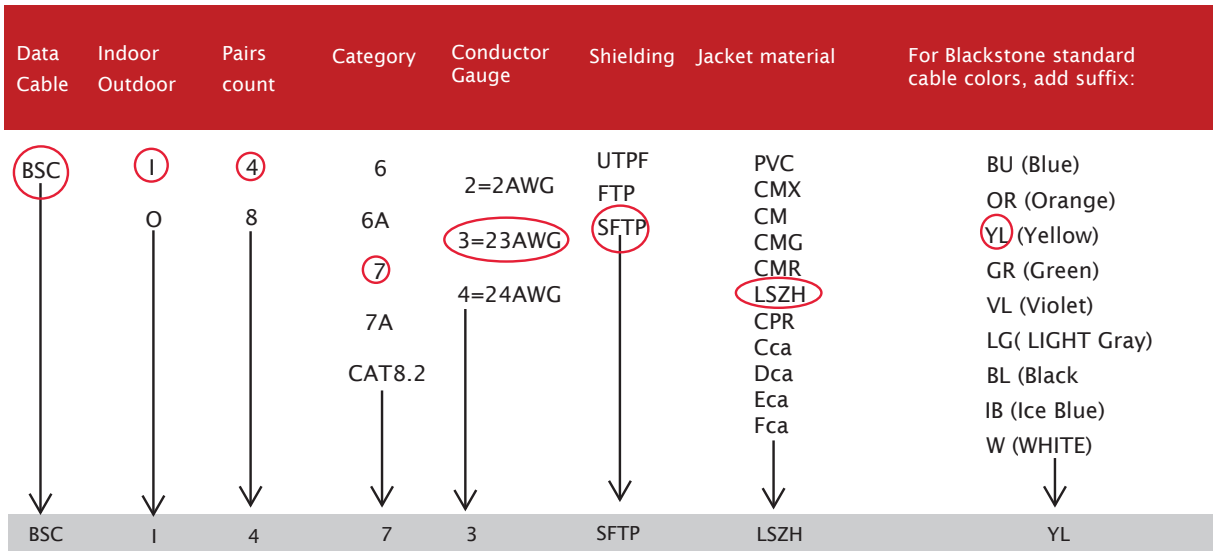 Data
Cable
Indoor
Outdoor
Pairs
count
Category
Conductor
Gauge
Shielding
Jacket material
For Blackstone standard
cable colors, add suffix:
BSC
I
O
4
8
6
6A
7
7A
CAT8.2
2=2AWG
3=23AWG
4=24AWG
UTPF
FTP
SFTP
PVC
CMX
CM
CMG
CMR
LSZH
CPR
Cca
Dca
Eca
Fca
BU (Blue)
OR (Orange)
YL (Yellow)
GR (Green)
VL (Violet)
LG( LIGHT Gray)
BL (Black
IB (Ice Blue)
W (WHITE)
BSC I 4 7 3 SFTP LSZH YL